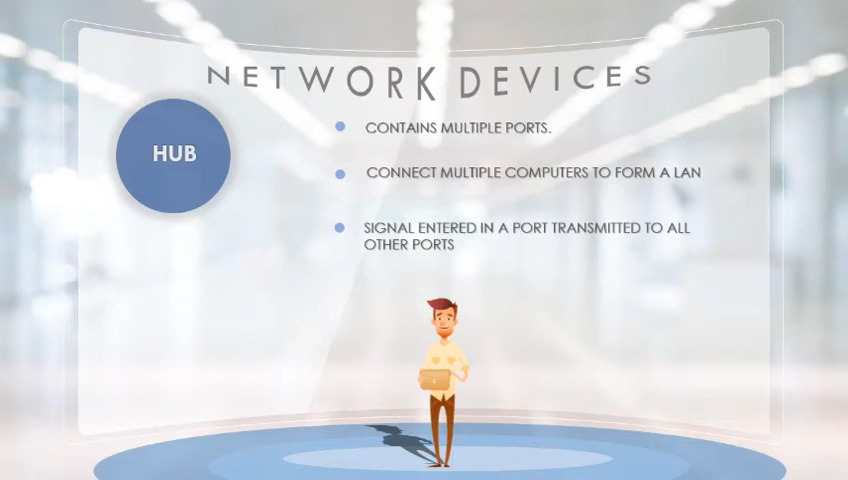 NETWORK DEVICES
HUB
CONTAINS MULTIPLE PORTS.
CONNECT MULTIPLE COMPUTERS TO FORM A LAN
SIGNAL ENTERED IN A PORT TRANSMITTED TO ALL
OTHER PORTS